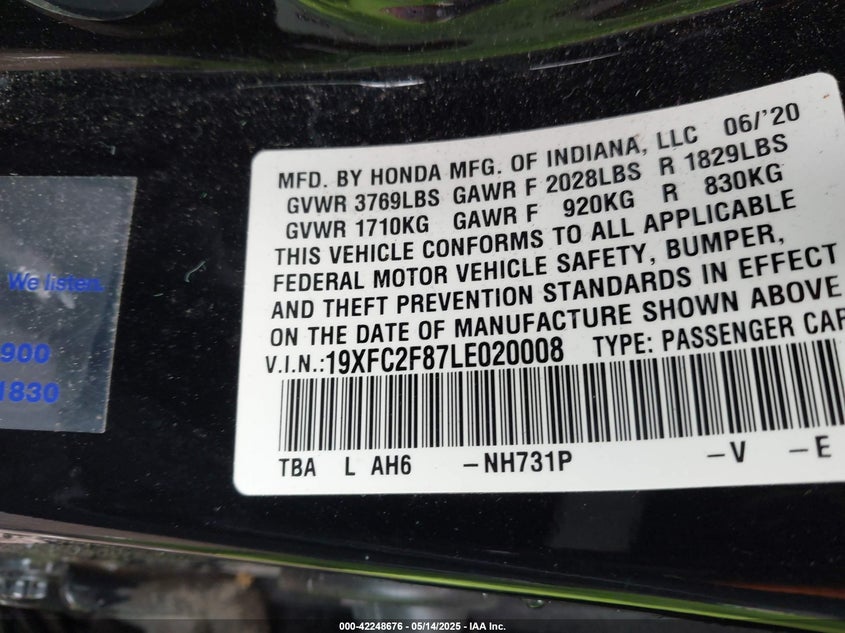 MFD. BY HONDA MFG. OF INDIANA, LLC 06/'20
GVWR 3769LBS GAWR F 2028LBS R 1829LBS
GVWR 1710KG GAWR F 920KG R 830KG
THIS VEHICLE CONFORMS TO ALL APPLICABLE
FEDERAL MOTOR VEHICLE SAFETY, BUMPER,
AND THEFT PREVENTION STANDARDS IN EFFECT
ON THE DATE OF MANUFACTURE SHOWN ABOVE
V.I.N.:19XFC2F87LE020008 TYPE: PASSENGER CAR
TBA L AH6 -NH731P -V -E
We listen.
900
1830
000-42248676 - 05/14/2025 - IAA Inc.